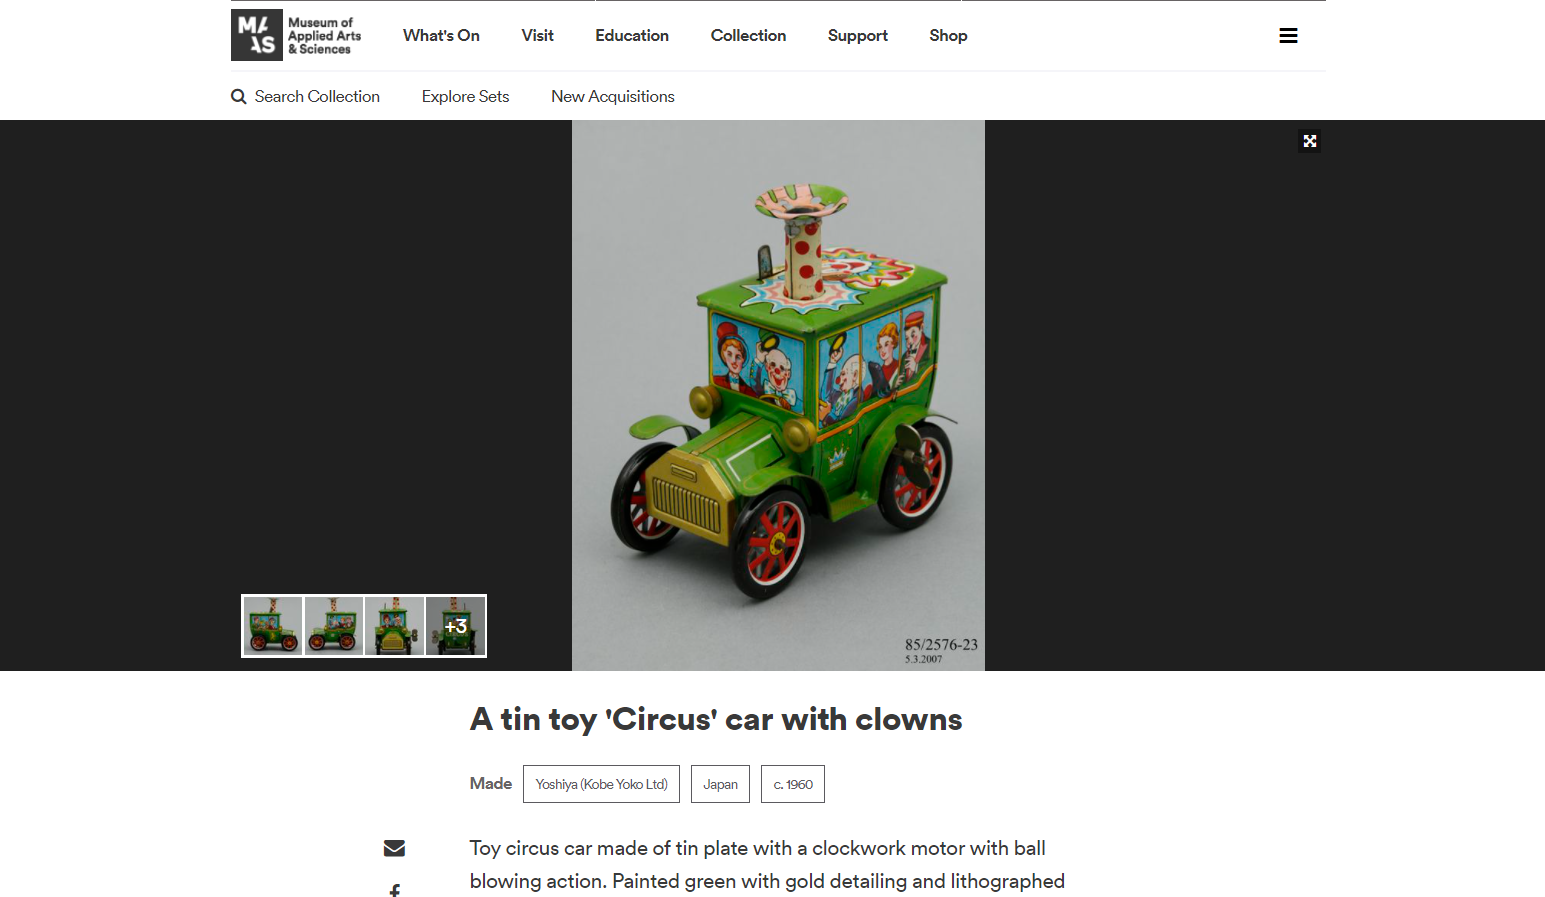 MAAS
Museum of
Applied Arts
& Sciences
What's On
Visit
Education
Collection
Support
Shop
Search Collection
Explore Sets
New Acquisitions
+3
85/2576-23
5.3.2007
A tin toy 'Circus' car with clowns
Made
Yoshiya (Kobe Yoko Ltd)
Japan
c. 1960
Toy circus car made of tin plate with a clockwork motor with ball
blowing action. Painted green with gold detailing and lithographed